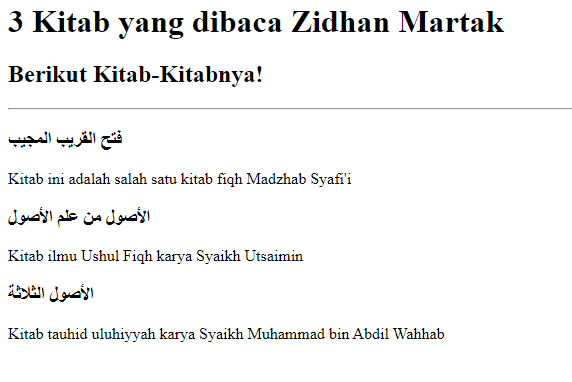 3 Kitab yang dibaca Zidhan Martak
Berikut Kitab-Kitabnya!
فتح القريب المجيب
Kitab ini adalah salah satu kitab fiqh Madzhab Syafi'i
الأصول من علم الأصول
Kitab ilmu Ushul Fiqh karya Syaikh Utsaimin
الأصول الثلاثة
Kitab tauhid uluhiyyah karya Syaikh Muhammad bin Abdil Wahhab